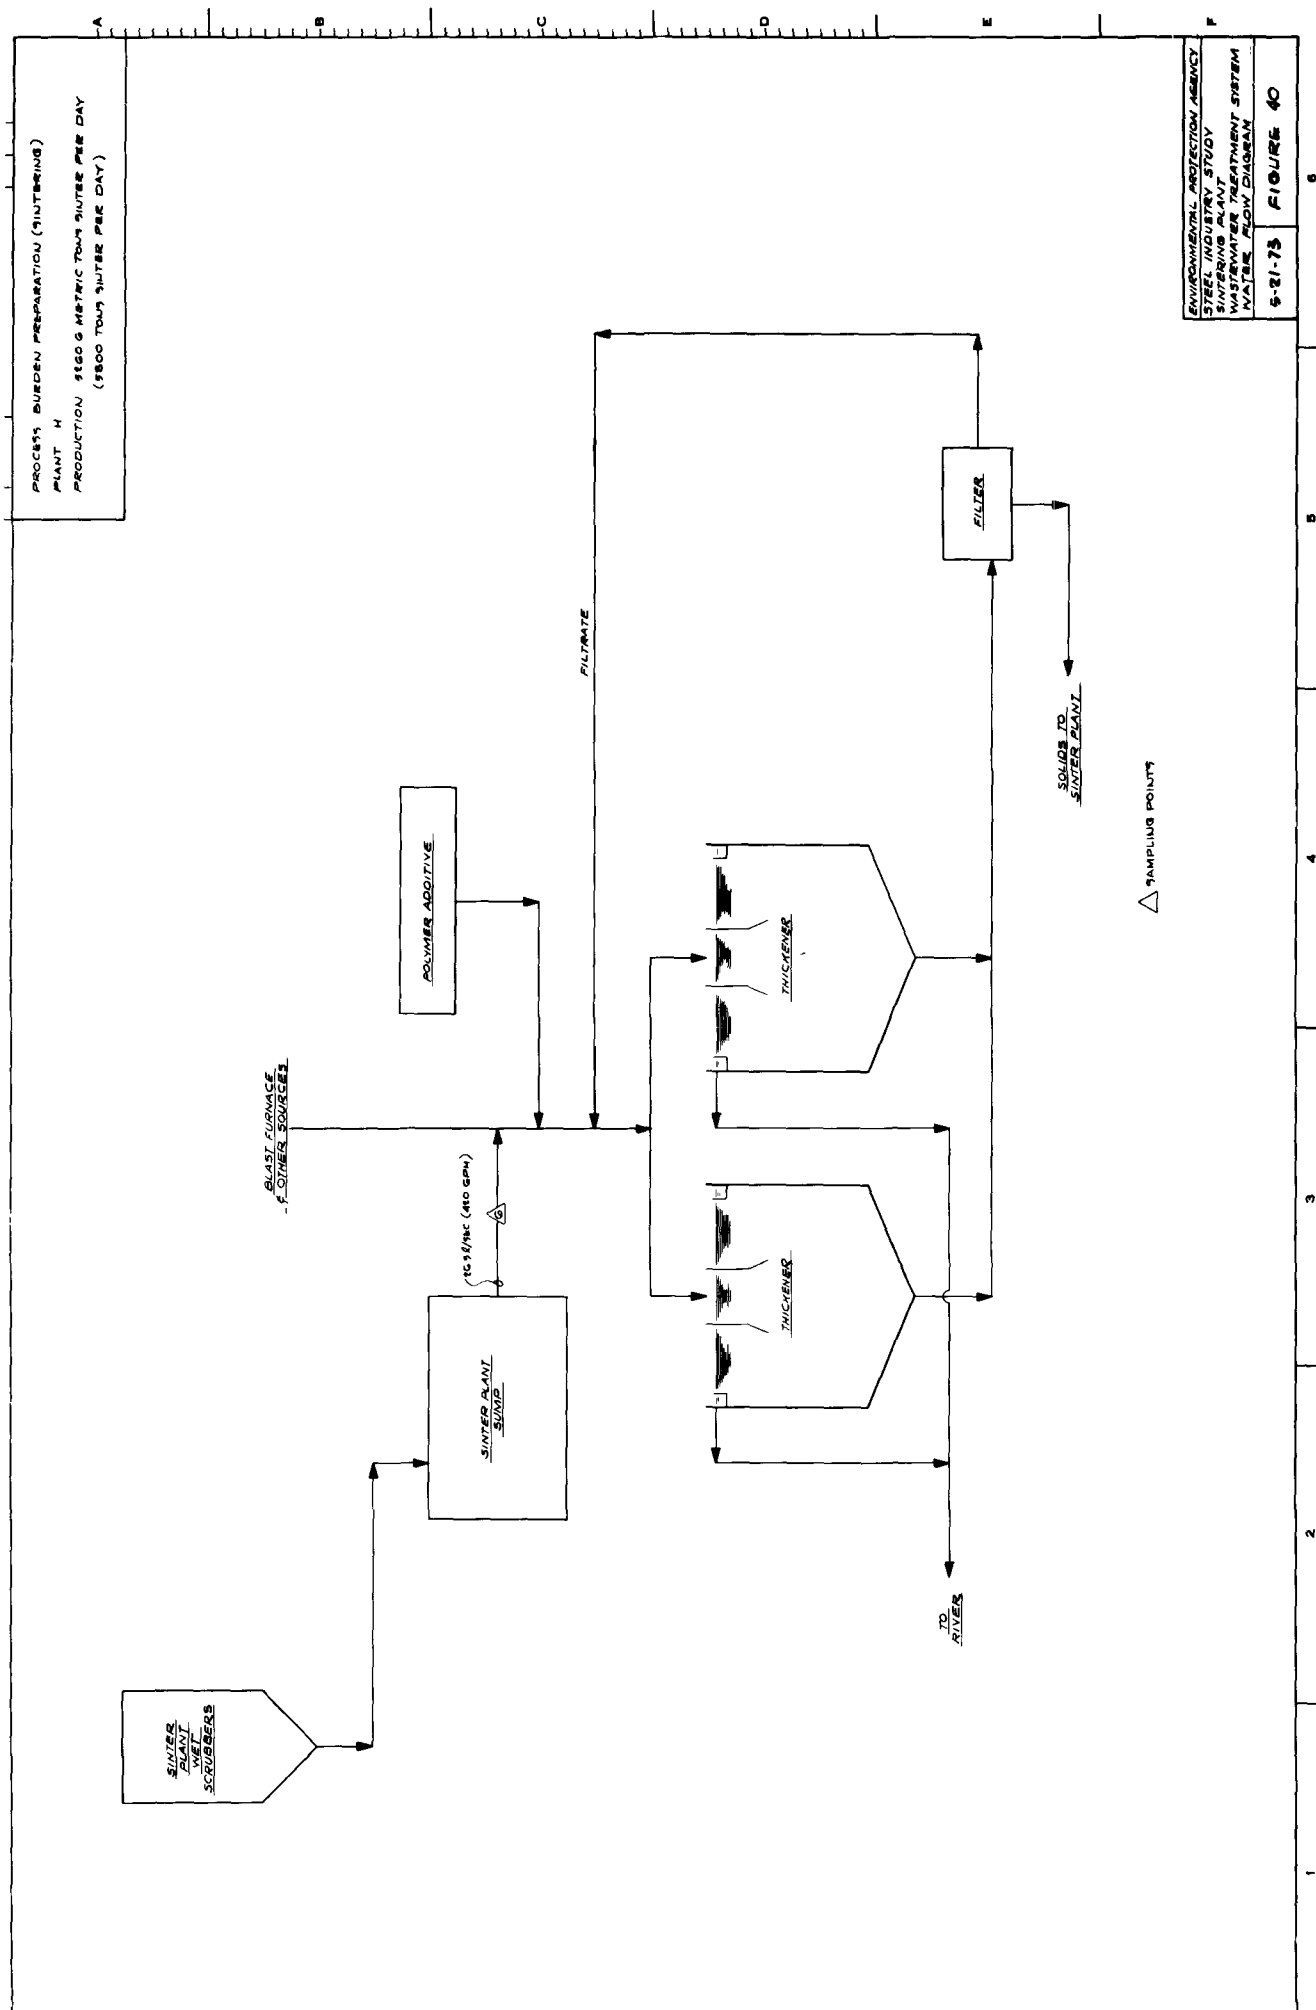 PROCESS BURDEN PREPARATION (SINTERING)
PLANT H
PRODUCTION 5260 6 METRIC TONS SINTER PER DAY
(5800 TONS SINTER PER DAY)
SINTER
PLANT
WET
SCRUBBERS
BLAST FURNACE
& OTHER SOURCES
SINTER PLANT
SUMP
26 5 l/SEC (420 GPM)
6
POLYMER ADDITIVE
FILTRATE
THICKENER
THICKENER
FILTER
TO
RIVER
SOLIDS TO
SINTER PLANT
SAMPLING POINTS
ENVIRONMENTAL PROTECTION AGENCY
STEEL INDUSTRY STUDY
SINTERING PLANT
WASTEWATER TREATMENT SYSTEM
WATER FLOW DIAGRAM
5-21-73 FIGURE 40
A
B
C
D
E
F
1
2
3
4
5
6